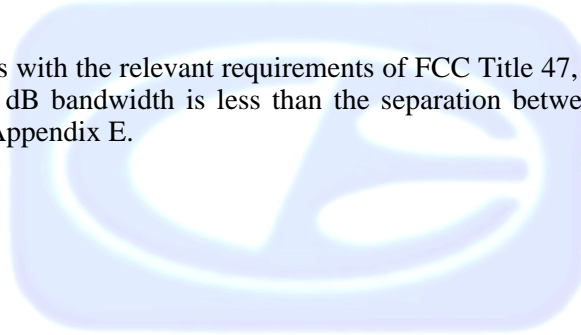 s with the relevant requirements of FCC Title 47,
dB bandwidth is less than the separation betwe
Appendix E.